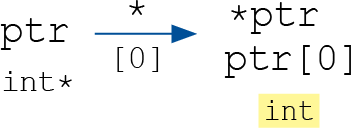 ptr
int*
*
[0]
*ptr
ptr[0]
int